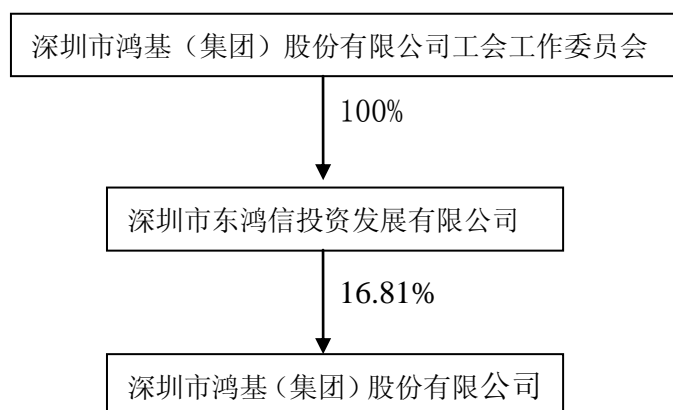 深圳市鸿基（集团）股份有限公司工会工作委员会
100%
深圳市东鸿信投资发展有限公司
16.81%
深圳市鸿基（集团）股份有限公司